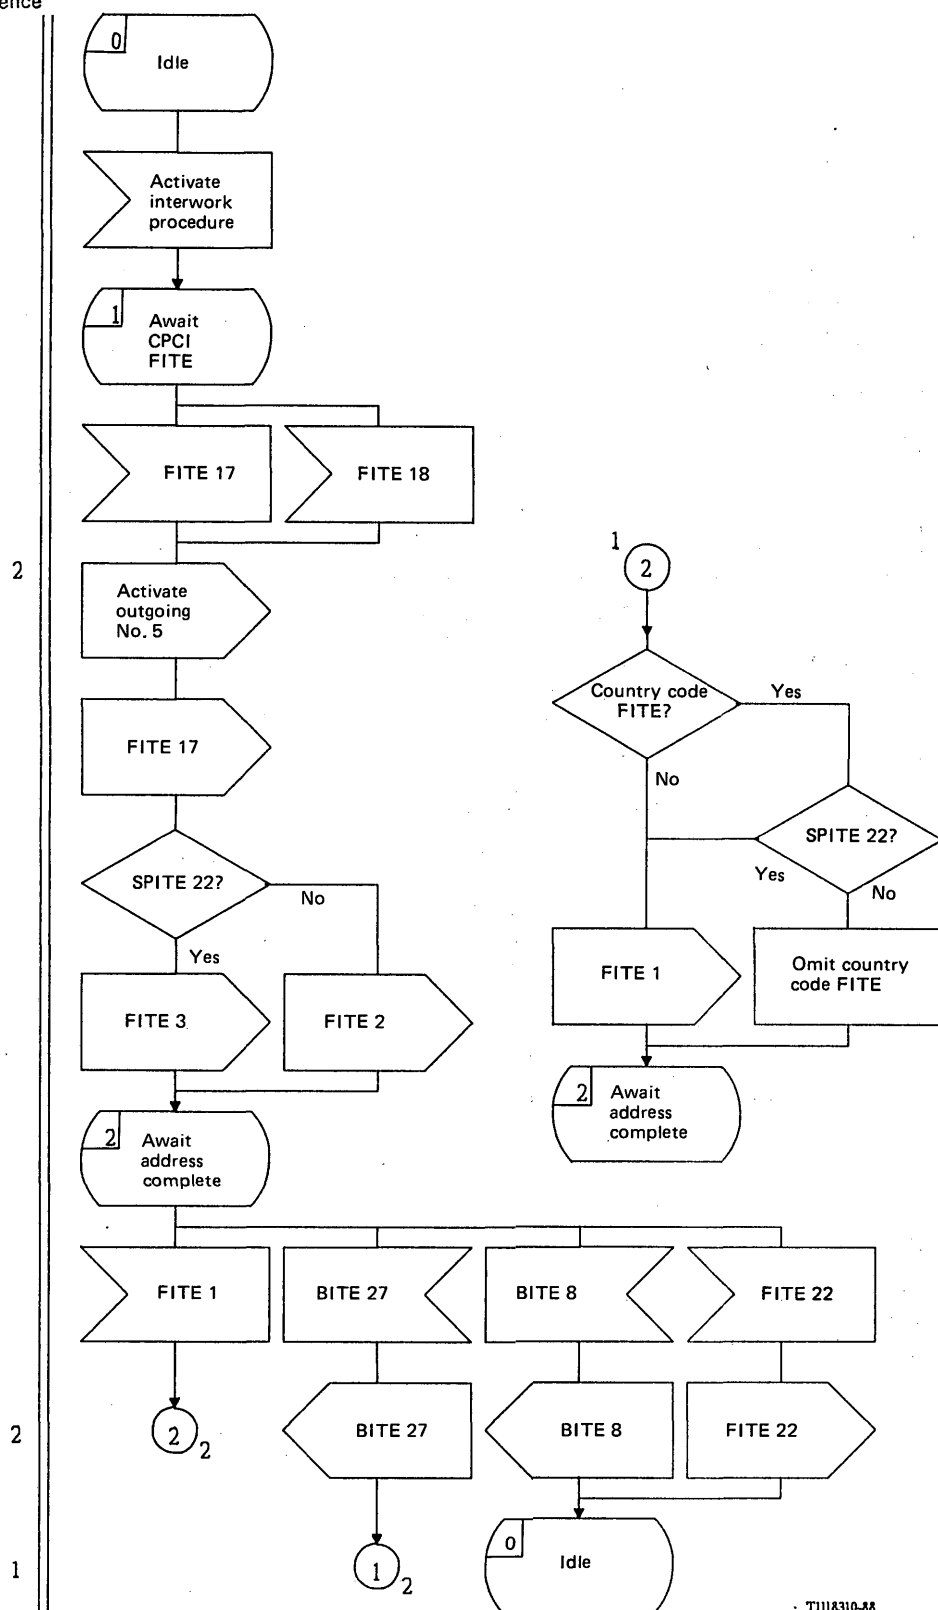 ence
0
Idle
Activate
interwork
procedure
1
Await
CPCI
FITE
FITE 17
FITE 18
2
Activate
outgoing
No. 5
FITE 17
SPITE 22?
No
Yes
FITE 3
FITE 2
2
Await
address
complete
FITE 1
BITE 27
BITE 8
FITE 22
2
2
2
BITE 27
BITE 8
FITE 22
1
1
2
0
Idle
1
2
Country code
FITE?
Yes
No
SPITE 22?
Yes
No
FITE 1
Omit country
code FITE
2
Await
address
complete
T1118310-88